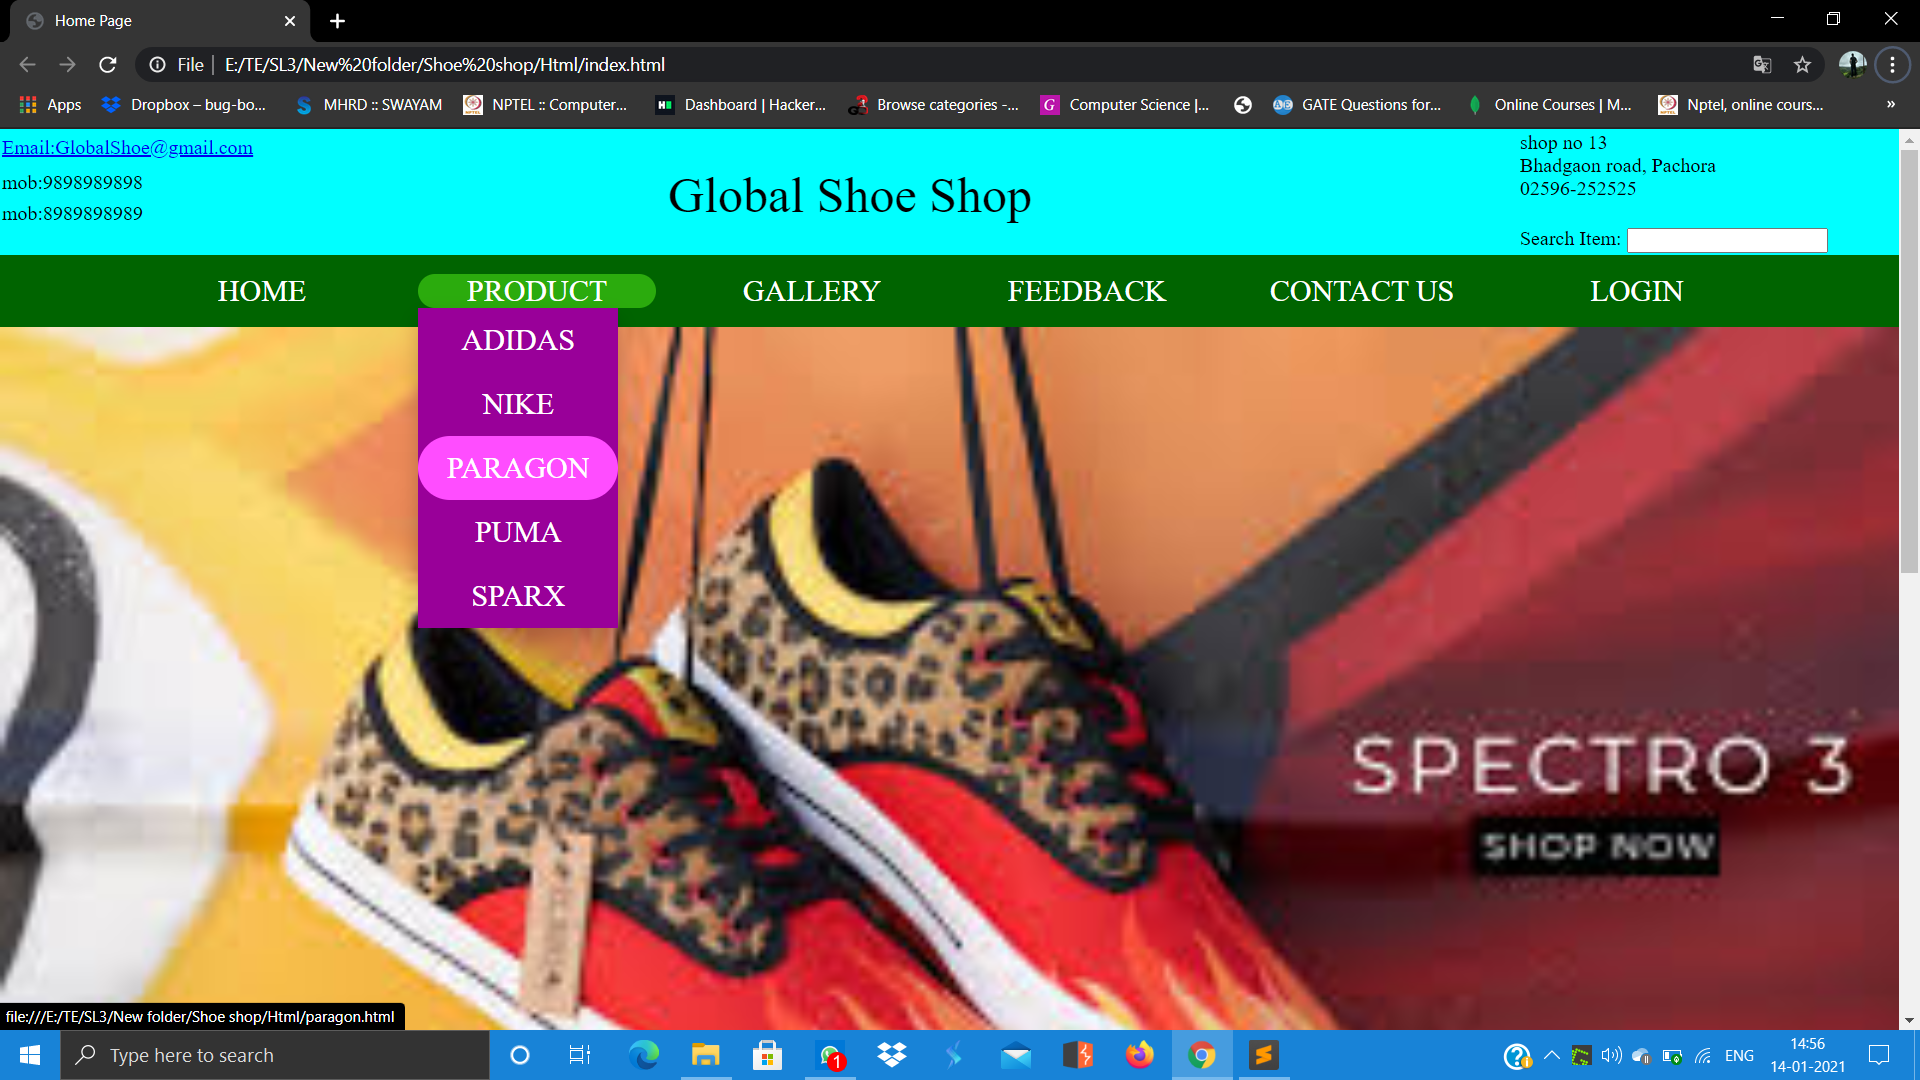 Home Page
File
E:/TE/SL3/New%20folder/Shoe%20shop/Html/index.html
Apps
Dropbox – bug-bo...
MHRD :: SWAYAM
NPTEL :: Computer...
Dashboard | Hacker...
Browse categories -...
Computer Science |...
GATE Questions for...
Online Courses | M...
Nptel, online cours...
»
Email:GlobalShoe@gmail.com
mob:9898989898
mob:8989898989
Global Shoe Shop
shop no 13
Bhadgaon road, Pachora
02596-252525
Search Item:
HOME
PRODUCT
GALLERY
FEEDBACK
CONTACT US
LOGIN
ADIDAS
NIKE
PARAGON
PUMA
SPARX
SPECTRO 3
SHOP NOW
file:///E:/TE/SL3/New folder/Shoe shop/Html/paragon.html
Type here to search
1
ENG
14:56
14-01-2021